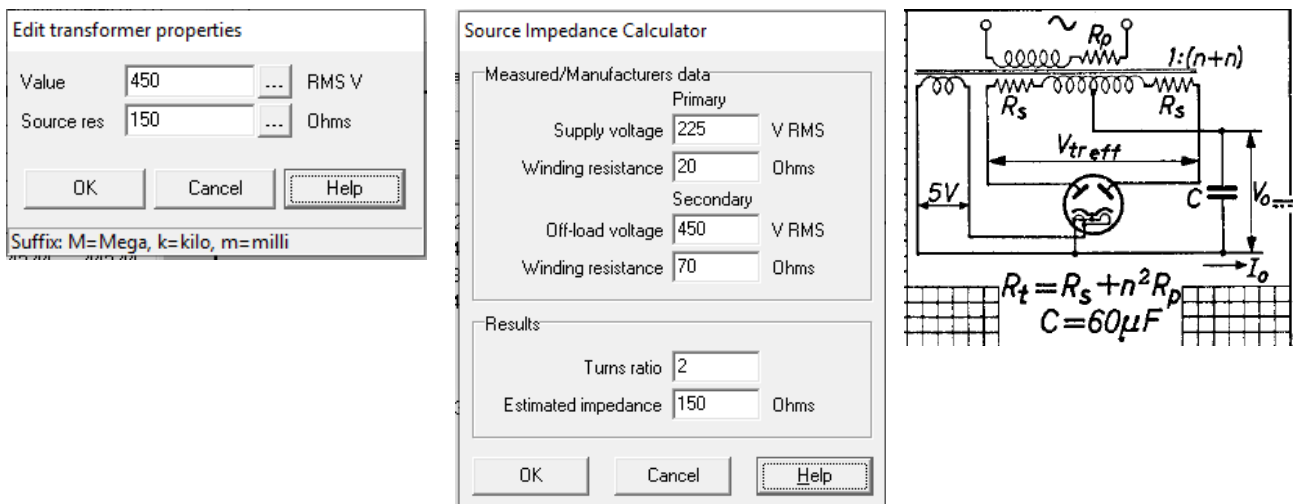 Edit transformer properties
Value 450 ... RMS V
Source res 150 ... Ohms
OK Cancel Help
Suffix: M=Mega, k=kilo, m=milli
Source Impedance Calculator
Measured/Manufacturers data
Primary
Supply voltage 225 V RMS
Winding resistance 20 Ohms
Secondary
Off-load voltage 450 V RMS
Winding resistance 70 Ohms
Results
Turns ratio 2
Estimated impedance 150 Ohms
OK Cancel Help
~ Rp
1:(n+n)
Rs Rs
Vtr eff
5V C Vo
Io
Rt=Rs+n²Rp
C=60µF